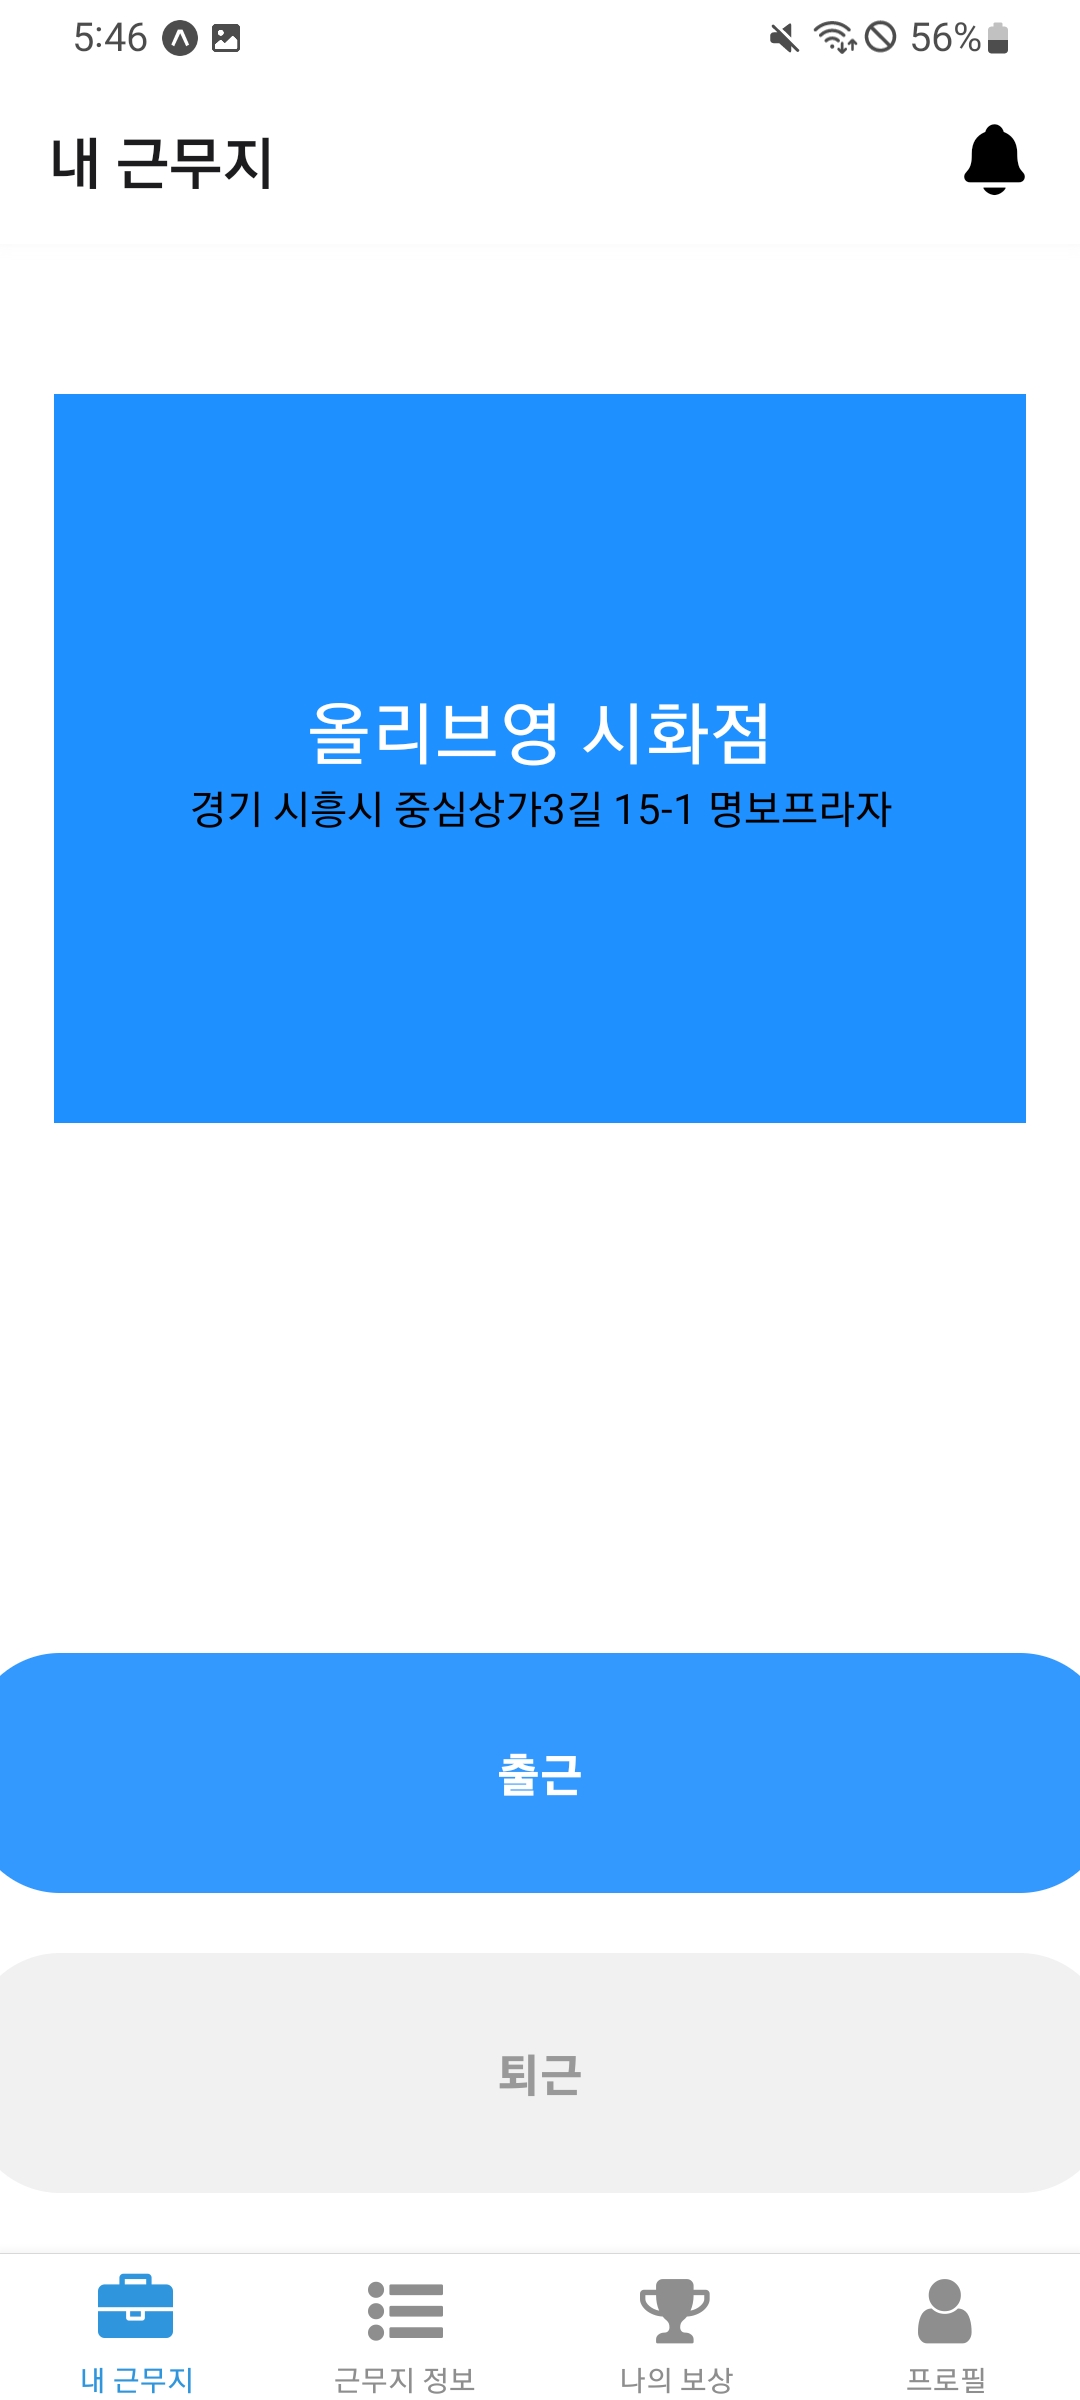 5:46 56%
내 근무지
올리브영 시화점
경기 시흥시 중심상가3길 15-1 명보프라자
출근
퇴근
내 근무지 근무지 정보 나의 보상 프로필